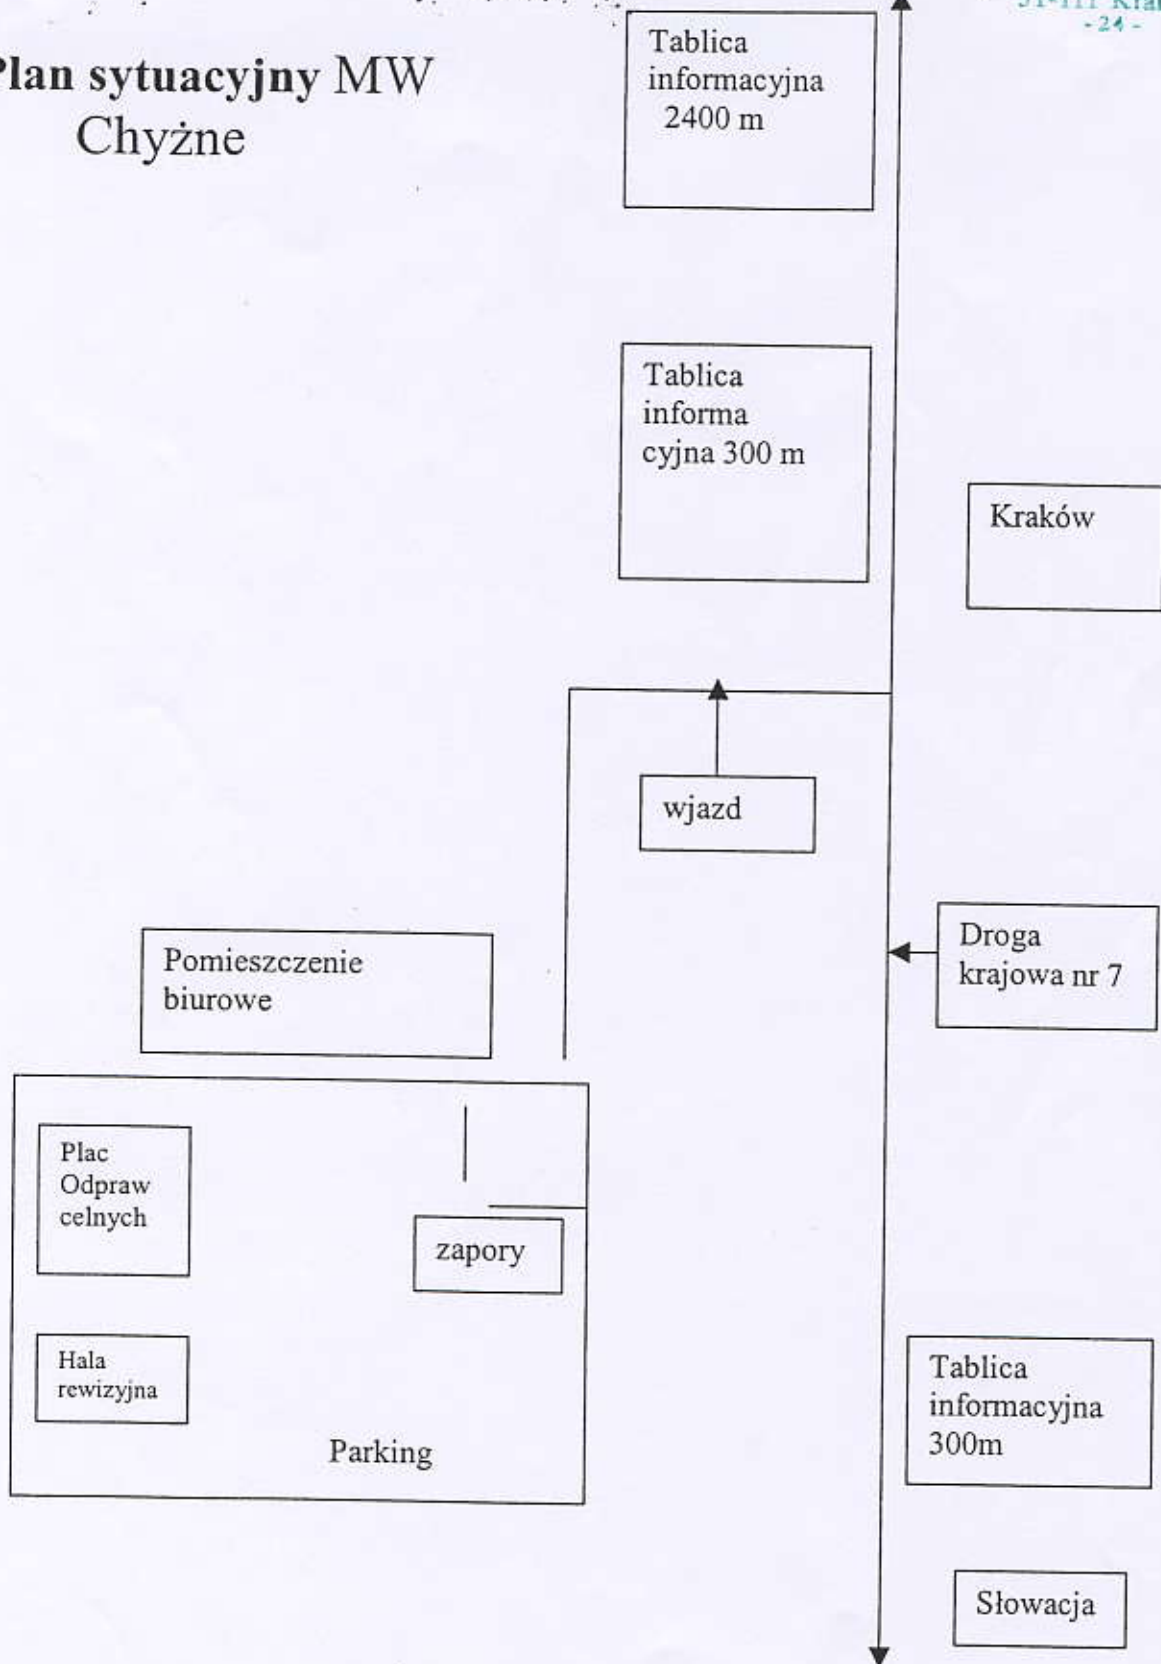 Plan sytuacyjny MW
Chyżne
- 24 -
Tablica
informacyjna
2400 m
Tablica
informa
cyjna 300 m
Kraków
wjazd
Droga
krajowa nr 7
Pomieszczenie
biurowe
Plac
Odpraw
celnych
zapory
Hala
rewizyjna
Parking
Tablica
informacyjna
300m
Słowacja